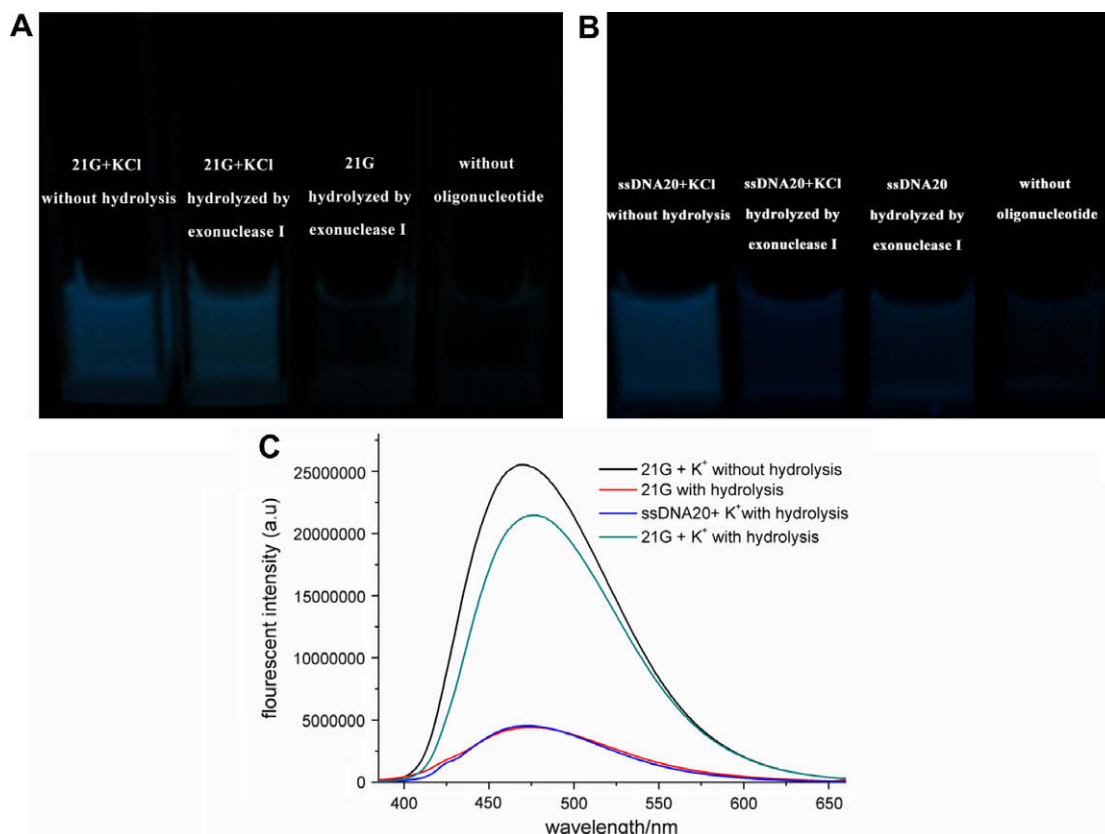 A
21G+KCl
without hydrolysis
21G+KCl
hydrolyzed by
exonuclease I
21G
hydrolyzed by
exonuclease I
without
oligonucleotide
B
ssDNA20+KCl
without hydrolysis
ssDNA20+KCl
hydrolyzed by
exonuclease I
ssDNA20
hydrolyzed by
exonuclease I
without
oligonucleotide
C
21G + K⁺ without hydrolysis
21G with hydrolysis
ssDNA20+ K⁺with hydrolysis
21G + K⁺ with hydrolysis
flourescent intensity (a.u)
25000000
20000000
15000000
10000000
5000000
0
400 450 500 550 600 650
wavelength/nm